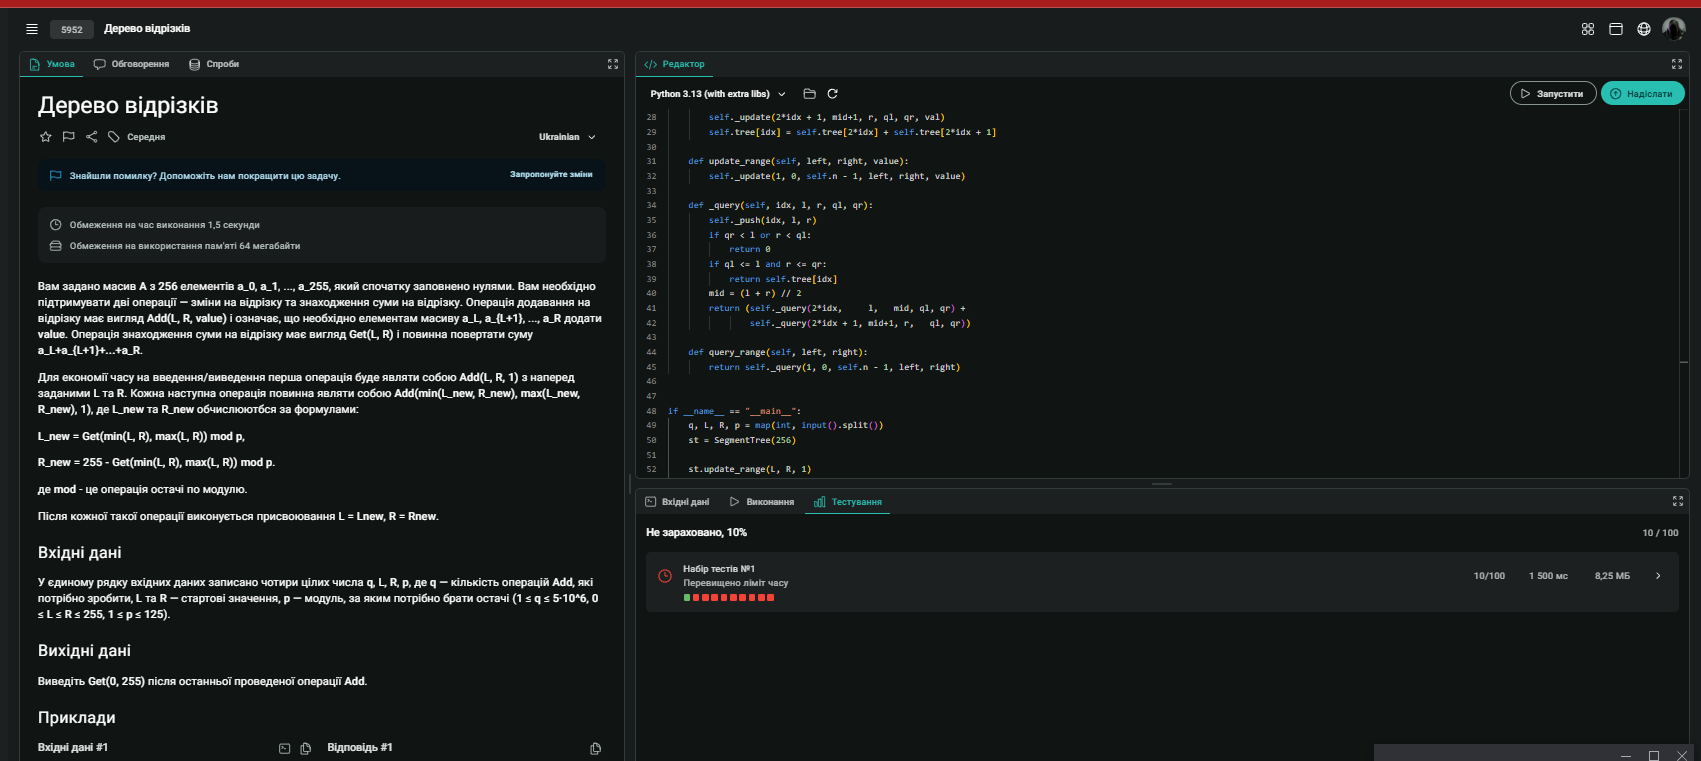 5952
Дерево відрізків
Умова
Обговорення
Спроби
Дерево відрізків
Середня
Ukrainian
Знайшли помилку? Допоможіть нам покращити цю задачу.
Запропонуйте зміни
Обмеження на час виконання 1,5 секунди
Обмеження на використання пам'яті 64 мегабайти
Вам задано масив A з 256 елементів a_0, a_1, ..., a_255, який спочатку заповнено нулями. Вам необхідно
підтримувати дві операції — зміни на відрізку та знаходження суми на відрізку. Операція додавання на
відрізку має вигляд Add(L, R, value) і означає, що необхідно елементам масиву a_L, a_{L+1}, ..., a_R додати
value. Операція знаходження суми на відрізку має вигляд Get(L, R) і повинна повертати суму
a_L+a_{L+1}+...+a_R.
Для економії часу на введення/виведення перша операція буде являти собою Add(L, R, 1) з наперед
заданими L та R. Кожна наступна операція повинна являти собою Add(min(L_new, R_new), max(L_new,
R_new), 1), де L_new та R_new обчислюються за формулами:
L_new = Get(min(L, R), max(L, R)) mod p,
R_new = 255 - Get(min(L, R), max(L, R)) mod p.
де mod - це операція остачі по модулю.
Після кожної такої операції виконується присвоювання L = Lnew, R = Rnew.
Вхідні дані
У єдиному рядку вхідних даних записано чотири цілих числа q, L, R, p, де q — кількість операцій Add, які
потрібно зробити, L та R — стартові значення, p — модуль, за яким потрібно брати остачі (1 ≤ q ≤ 5·10^6, 0
≤ L ≤ R ≤ 255, 1 ≤ p ≤ 125).
Вихідні дані
Виведіть Get(0, 255) після останньої проведеної операції Add.
Приклади
Вхідні дані #1
Відповідь #1
Редактор
Python 3.13 (with extra libs)
Запустити
Надіслати
28 self._update(2*idx + 1, mid+1, r, ql, qr, val)
29 self.tree[idx] = self.tree[2*idx] + self.tree[2*idx + 1]
30
31 def update_range(self, left, right, value):
32 self._update(1, 0, self.n - 1, left, right, value)
33
34 def _query(self, idx, l, r, ql, qr):
35 self._push(idx, l, r)
36 if qr < l or r < ql:
37 return 0
38 if ql <= l and r <= qr:
39 return self.tree[idx]
40 mid = (l + r) // 2
41 return (self._query(2*idx, l, mid, ql, qr) +
42 self._query(2*idx + 1, mid+1, r, ql, qr))
43
44 def query_range(self, left, right):
45 return self._query(1, 0, self.n - 1, left, right)
46
47
48 if __name__ == "__main__":
49 q, L, R, p = map(int, input().split())
50 st = SegmentTree(256)
51
52 st.update_range(L, R, 1)
Вхідні дані
Виконання
Тестування
Не зараховано, 10%
10 / 100
Набір тестів №1
Перевищено ліміт часу
10/100
1 500 мс
8,25 МБ